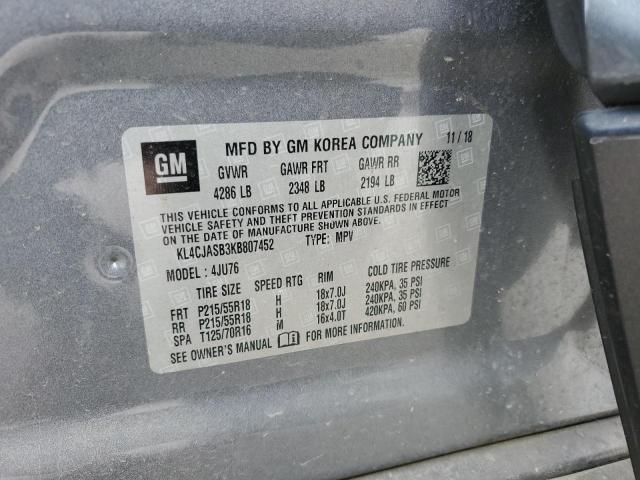 GM
MFD BY GM KOREA COMPANY 11 / 18
GVWR GAWR FRT GAWR RR
4286 LB 2348 LB 2194 LB
THIS VEHICLE CONFORMS TO ALL APPLICABLE U.S. FEDERAL MOTOR
VEHICLE SAFETY AND THEFT PREVENTION STANDARDS IN EFFECT
ON THE DATE OF MANUFACTURE SHOWN ABOVE.
KL4CJASB3KB807452 TYPE: MPV
MODEL : 4JU76
TIRE SIZE SPEED RTG RIM COLD TIRE PRESSURE
FRT P215/55R18 H 18x7.0J 240KPA, 35 PSI
RR P215/55R18 H 18x7.0J 240KPA, 35 PSI
SPA T125/70R16 M 16x4.0T 420KPA, 60 PSI
SEE OWNER'S MANUAL FOR MORE INFORMATION.